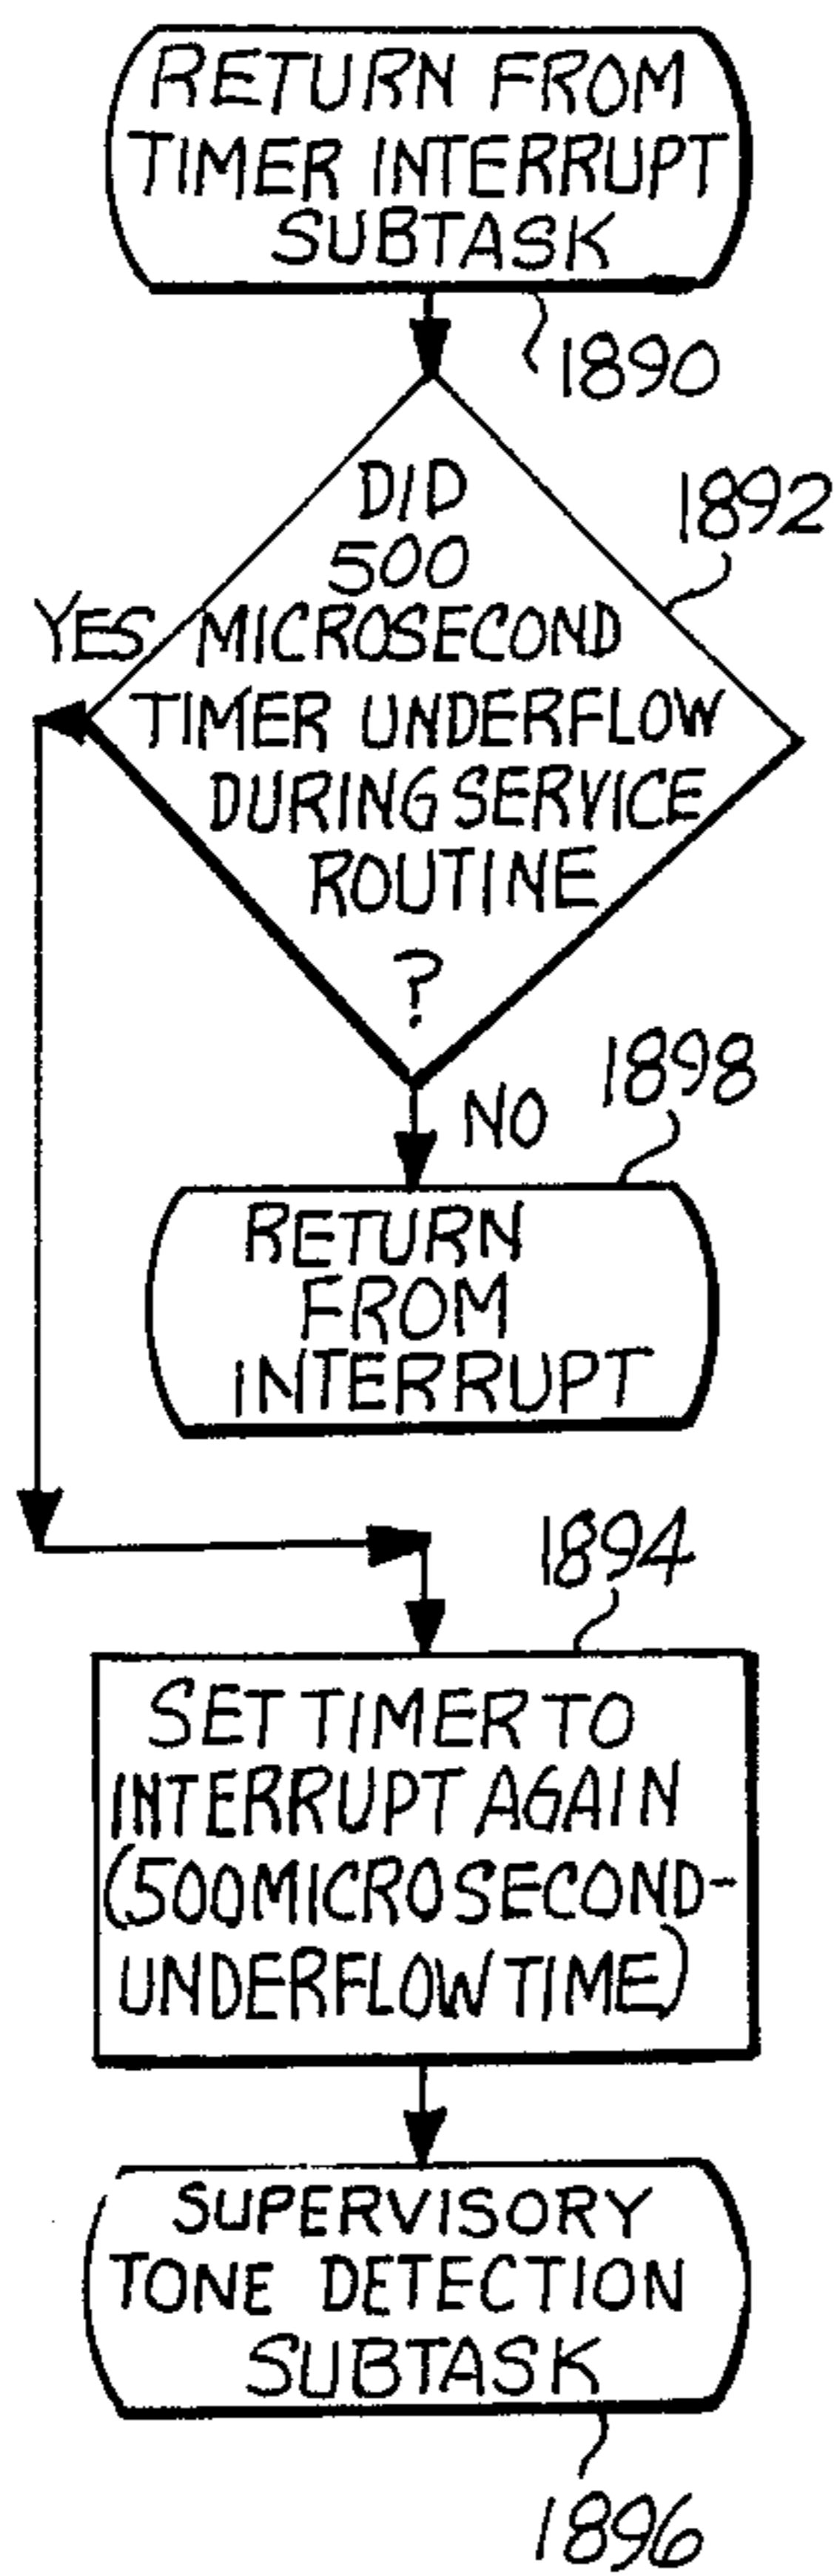 RETURN FROM
TIMER INTERRUPT
SUBTASK
1890
DID
500
MICROSECOND
TIMER UNDERFLOW
DURING SERVICE
ROUTINE
?
1892
YES
NO
1898
RETURN
FROM
INTERRUPT
1894
SET TIMER TO
INTERRUPT AGAIN
(500 MICROSECOND-
UNDERFLOW TIME)
SUPERVISORY
TONE DETECTION
SUBTASK
1896